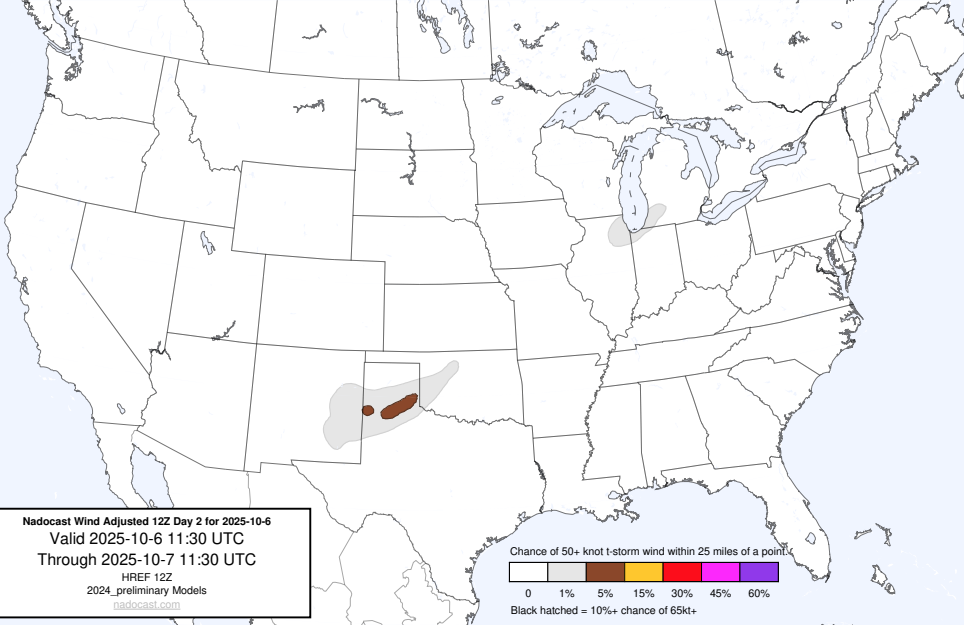 Nadocast Wind Adjusted 12Z Day 2 for 2025-10-6
Valid 2025-10-6 11:30 UTC
Through 2025-10-7 11:30 UTC
HREF 12Z
2024_preliminary Models
nadocast.com
Chance of 50+ knot t-storm wind within 25 miles of a point.
0 1% 5% 15% 30% 45% 60%
Black hatched = 10%+ chance of 65kt+